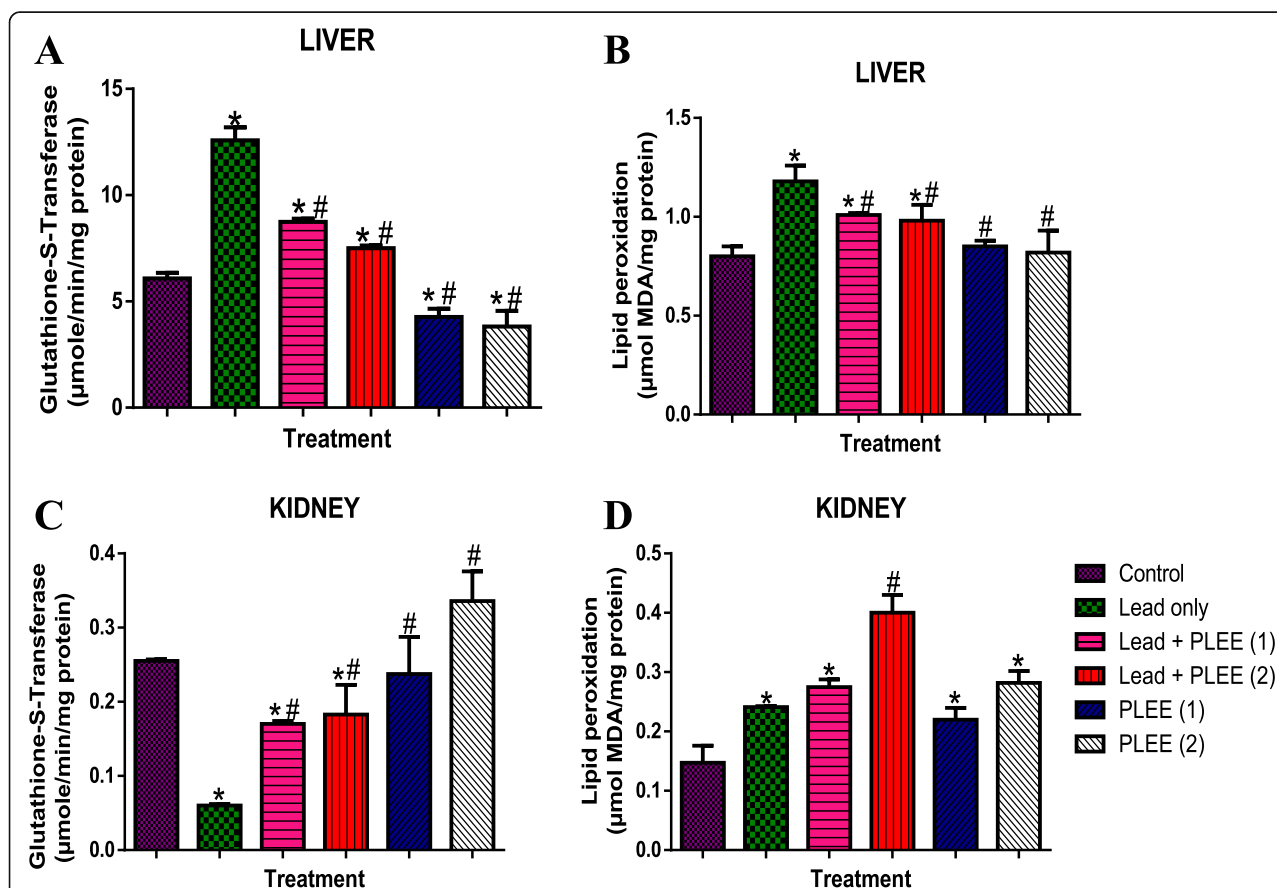 A
LIVER
Glutathione-S-Transferase
(µmole/min/mg protein)
15
10
5
0
*
* #
* #
* #
* #
Treatment
B
LIVER
Lipid peroxidation
(µmol MDA/mg protein)
1.5
1.0
0.5
0.0
*
* #
* #
#
#
Treatment
C
KIDNEY
Glutathione-S-Transferase
(µmole/min/mg protein)
0.4
0.3
0.2
0.1
0.0
*
* #
* #
#
#
Treatment
D
KIDNEY
Lipid peroxidation
(µmol MDA/mg protein)
0.5
0.4
0.3
0.2
0.1
0.0
*
*
#
*
*
Treatment
Control
Lead only
Lead + PLEE (1)
Lead + PLEE (2)
PLEE (1)
PLEE (2)